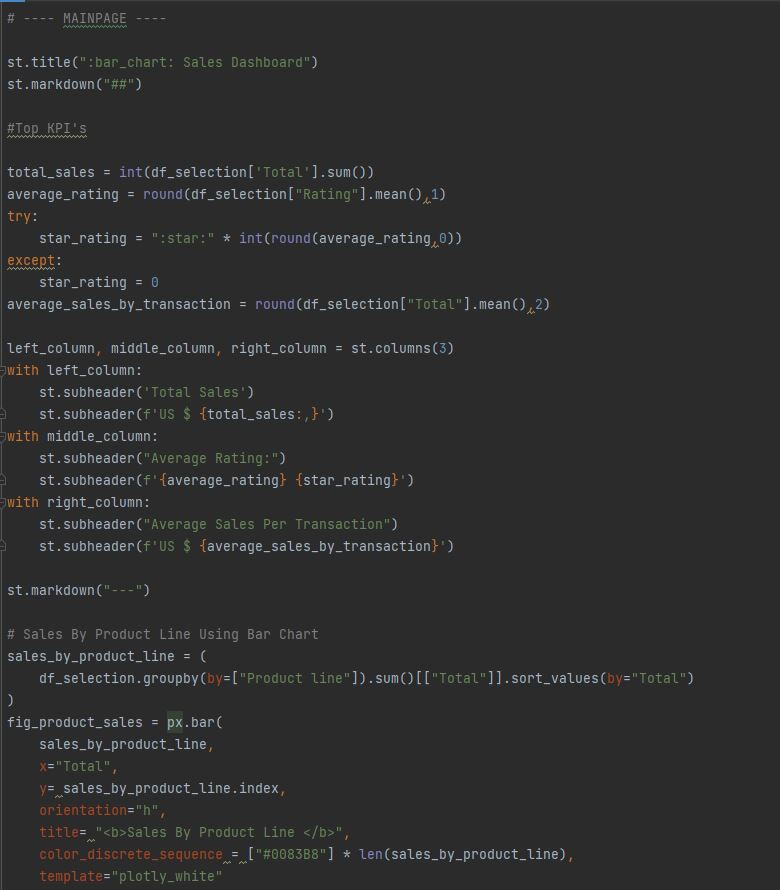 # ---- MAINPAGE ----
st.title(":bar_chart: Sales Dashboard")
st.markdown("##")
#Top KPI's
total_sales = int(df_selection['Total'].sum())
average_rating = round(df_selection["Rating"].mean(),1)
try:
    star_rating = ":star:" * int(round(average_rating,0))
except:
    star_rating = 0
average_sales_by_transaction = round(df_selection["Total"].mean(),2)
left_column, middle_column, right_column = st.columns(3)
with left_column:
    st.subheader('Total Sales')
    st.subheader(f'US $ {total_sales:,}')
with middle_column:
    st.subheader("Average Rating:")
    st.subheader(f'{average_rating} {star_rating}')
with right_column:
    st.subheader("Average Sales Per Transaction")
    st.subheader(f'US $ {average_sales_by_transaction}')
st.markdown("---")
# Sales By Product Line Using Bar Chart
sales_by_product_line = (
    df_selection.groupby(by=["Product line"]).sum()[["Total"]].sort_values(by="Total")
)
fig_product_sales = px.bar(
    sales_by_product_line,
    x="Total",
    y= sales_by_product_line.index,
    orientation="h",
    title= "<b>Sales By Product Line </b>",
    color_discrete_sequence = ["#0083B8"] * len(sales_by_product_line),
    template="plotly_white"